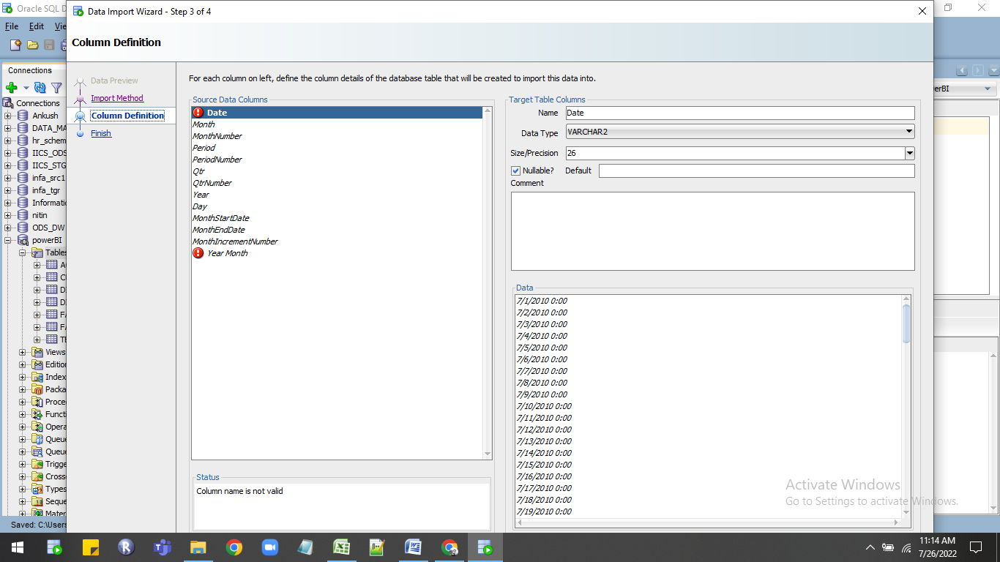 Oracle SQL D
Data Import Wizard - Step 3 of 4
File Edit Vie
Column Definition
Connections
Connections
Ankush
DATA_MA
hr_schem
IICS_ODS
IICS_STG
infa_src1
infa_tgr
Informatic
nitin
ODS_DW
powerBI
Tables
Views
Edition
Index
Packa
Proce
Functi
Opera
Queue
Queue
Trigge
Cross
Types
Seque
Mater
Saved: C:\Users
Data Preview
Import Method
Column Definition
Finish
For each column on left, define the column details of the database table that will be created to import this data into.
Source Data Columns
Date
Month
MonthNumber
Period
PeriodNumber
Qtr
QtrNumber
Year
Day
MonthStartDate
MonthEndDate
MonthIncrementNumber
Year Month
Status
Column name is not valid
Target Table Columns
Name Date
Data Type VARCHAR2
Size/Precision 26
Nullable? Default
Comment
Data
7/1/2010 0:00
7/2/2010 0:00
7/3/2010 0:00
7/4/2010 0:00
7/5/2010 0:00
7/6/2010 0:00
7/7/2010 0:00
7/8/2010 0:00
7/9/2010 0:00
7/10/2010 0:00
7/11/2010 0:00
7/12/2010 0:00
7/13/2010 0:00
7/14/2010 0:00
7/15/2010 0:00
7/16/2010 0:00
7/17/2010 0:00
7/18/2010 0:00
7/19/2010 0:00
erBI
Activate Windows
Go to Settings to activate Windows.
11:14 AM
7/26/2022